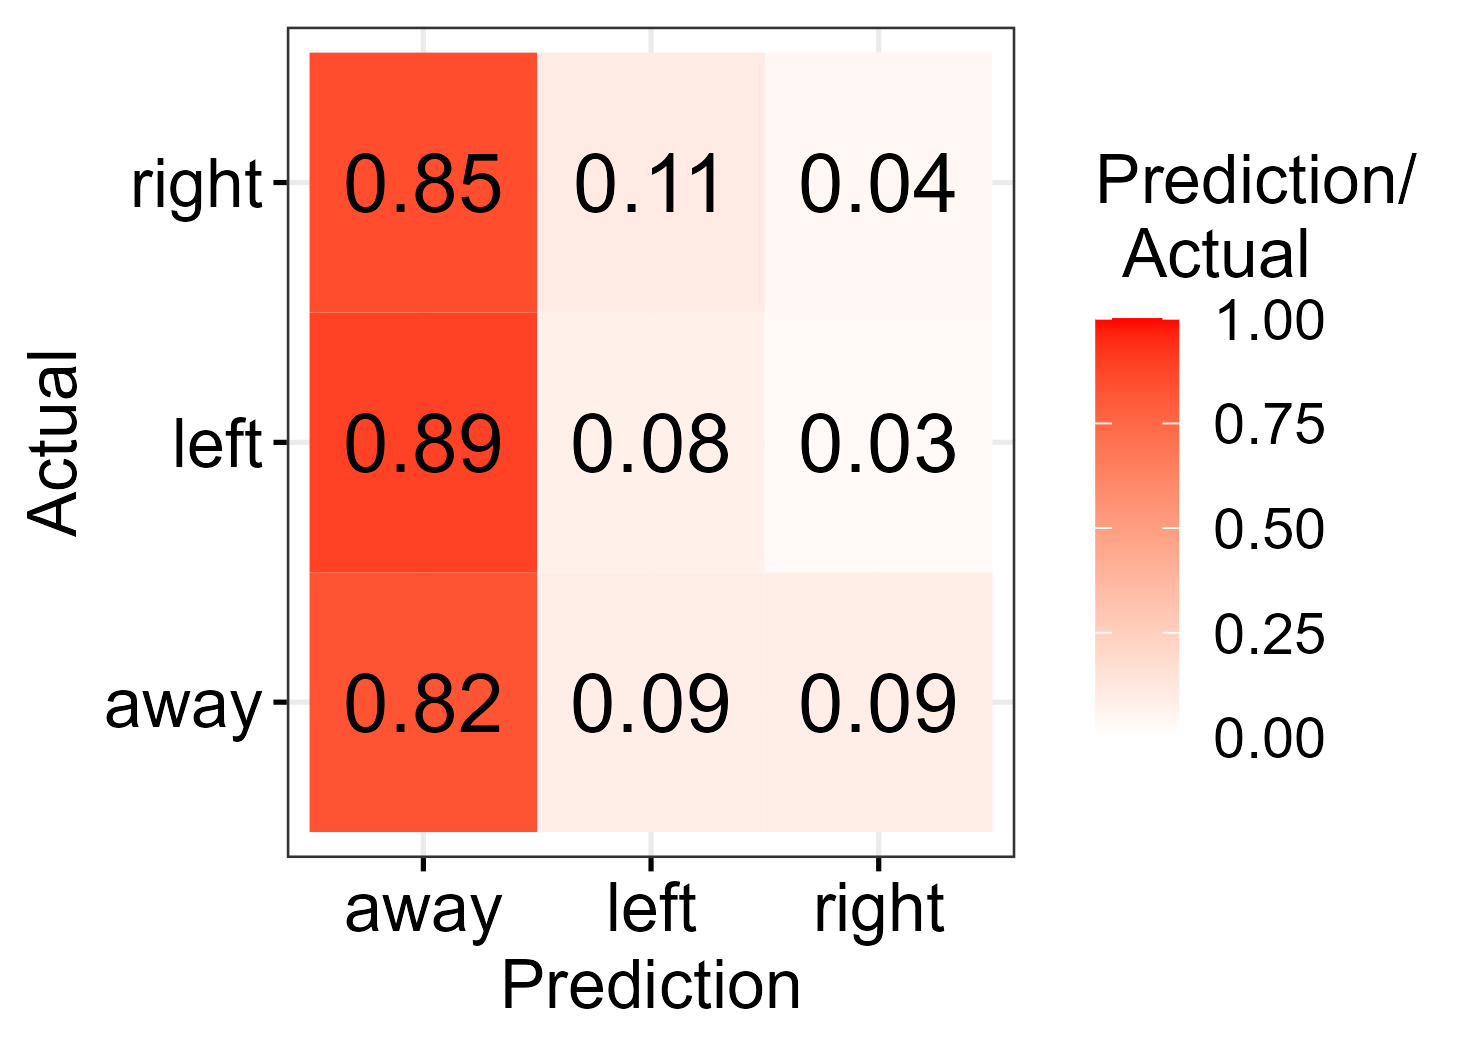 right 0.85 0.11 0.04
left 0.89 0.08 0.03
away 0.82 0.09 0.09
away left right
Prediction
Actual
Prediction/
Actual
1.00
0.75
0.50
0.25
0.00